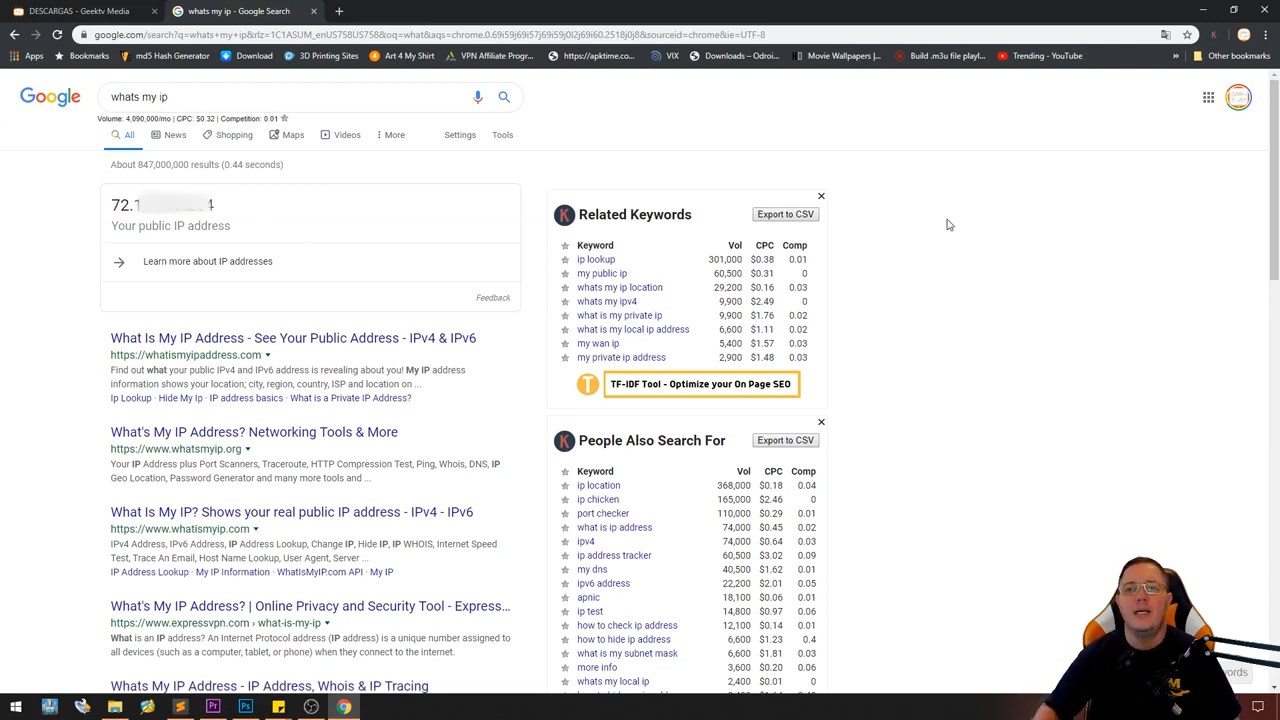 DESCARGAS - Geektv Media
whats my ip - Google Search
google.com/search?q=whats+my+ip&rlz=1C1ASUM_enUS758US758&oq=what&aqs=chrome.0.69i59j69i57j69i59j0l2j69i60.2518j0j8&sourceid=chrome&ie=UTF-8
Apps
Bookmarks
md5 Hash Generator
Download
3D Printing Sites
Art 4 My Shirt
VPN Affiliate Program
https://apktime.co...
VIX
Downloads – Odroi...
Movie Wallpapers |...
Build .m3u file playl...
Trending - YouTube
Other Bookmarks
Google
whats my ip
Volume: 4,090,000/mo | CPC: $0.32 | Competition: 0.01
All
News
Shopping
Maps
Videos
More
Settings
Tools
About 847,000,000 results (0.44 seconds)
Your public IP address
Learn more about IP addresses
Feedback
What Is My IP Address - See Your Public Address - IPv4 & IPv6
https://whatismyipaddress.com
Find out what your public IPv4 and IPv6 address is revealing about you! My IP address
information shows your location; city, region, country, ISP and location on ...
Ip Lookup · Hide My Ip · IP address basics · What is a Private IP Address?
What's My IP Address? Networking Tools & More
https://www.whatsmyip.org
Your IP Address plus Port Scanners, Traceroute, HTTP Compression Test, Ping, Whois, DNS, IP
Geo Location, Password Generator and many more tools and ...
What Is My IP? Shows your real public IP address - IPv4 - IPv6
https://www.whatismyip.com
IPv4 Address, IPv6 Address, IP Address Lookup, Change IP, Hide IP, IP WHOIS, Internet Speed
Test, Trace An Email, Host Name Lookup, User Agent, Server ...
IP Address Lookup · My IP Information · WhatIsMyIP.com API · My IP
What's My IP Address? | Online Privacy and Security Tool - Express...
https://www.expressvpn.com › what-is-my-ip
What is an IP address? An Internet Protocol address (IP address) is a unique number assigned to
all devices (such as a computer, tablet, or phone) when they connect to the internet.
What Is My IP Address - IP Address, Whois & IP Tracing
K Related Keywords
Export to CSV
Keyword Vol CPC Comp
ip lookup 301,000 $0.38 0.01
my public ip 60,500 $0.31 0
whats my ip location 29,200 $0.16 0.03
whats my ipv4 9,900 $2.49 0
what is my private ip 9,900 $1.76 0.02
what is my local ip address 6,600 $1.11 0.02
my wan ip 5,400 $1.57 0.03
my private ip address 2,900 $1.48 0.03
T TF-IDF Tool - Optimize your On Page SEO
K People Also Search For
Export to CSV
Keyword Vol CPC Comp
ip location 368,000 $0.18 0.04
ip chicken 165,000 $2.46 0
port checker 110,000 $0.29 0.01
what is ip address 74,000 $0.45 0.02
ipv4 74,000 $0.64 0.03
ip address tracker 60,500 $3.02 0.09
my dns 40,500 $1.62 0.01
ipv6 address 22,200 $2.01 0.05
apnic 18,100 $0.06 0.01
ip test 14,800 $0.97 0.06
how to check ip address 12,100 $0.14 0.01
how to hide ip address 6,600 $1.23 0.4
what is my subnet mask 6,600 $1.81 0.03
more info 3,600 $0.20 0.06
whats my local ip 2,400 $0.01 0